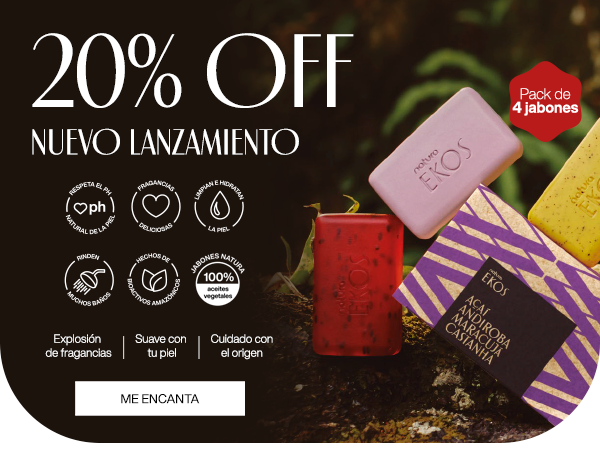 20% OFF
NUEVO LANZAMIENTO
Pack de
4 jabones
RESPETA EL PH
ph
NATURAL DE LA PIEL
FRAGANCIAS
DELICIOSAS
LIMPIAN E HIDRATAN
LA PIEL
RINDEN
MUCHOS BAÑOS
HECHOS DE
BIOACTIVOS AMAZÓNICOS
JABONES NATURA
100%
aceites
vegetales
Explosión
de fragancias
Suave con
tu piel
Cuidado con
el origen
ME ENCANTA
natura
EKOS
natura
EKOS
natura
EKOS
AÇAÍ
ANDIROBA
MARACUJÁ
CASTANHA